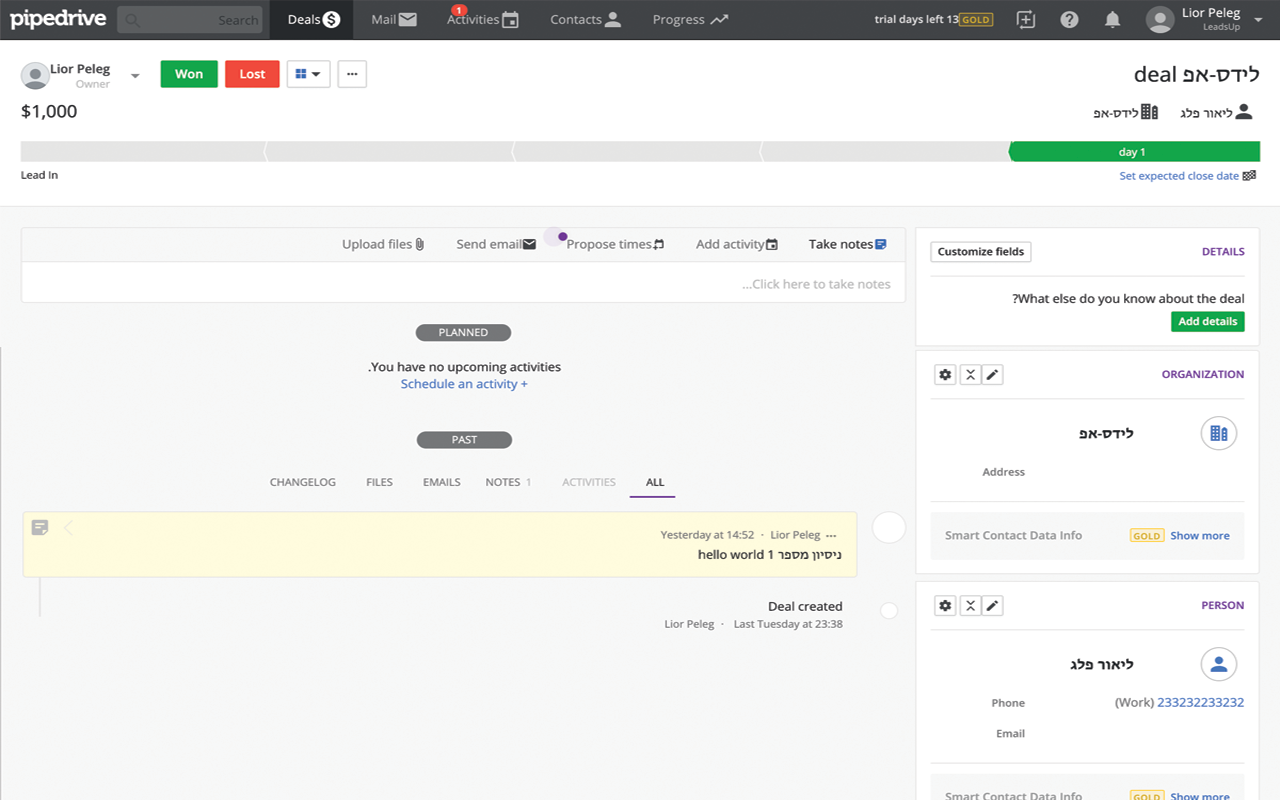 pipedrive Search Deals Mail 1 Activities Contacts Progress trial days left 13 GOLD Lior Peleg
LeadsUp
Lior Peleg
Owner
Won Lost ...
לידס-אפ deal
$1,000
ליאור פלג לידס-אפ
day 1
Lead In
Set expected close date
Upload files Send email Propose times Add activity Take notes
...Click here to take notes
PLANNED
.You have no upcoming activities
Schedule an activity +
PAST
CHANGELOG FILES EMAILS NOTES 1 ACTIVITIES ALL
Yesterday at 14:52 · Lior Peleg ...
ניסיון מספר 1 hello world
Deal created
Lior Peleg · Last Tuesday at 23:38
Customize fields DETAILS
?What else do you know about the deal
Add details
ORGANIZATION
לידס-אפ
Address
Smart Contact Data Info GOLD Show more
PERSON
ליאור פלג
Phone (Work) 233232233232
Email
Smart Contact Data Info GOLD Show more